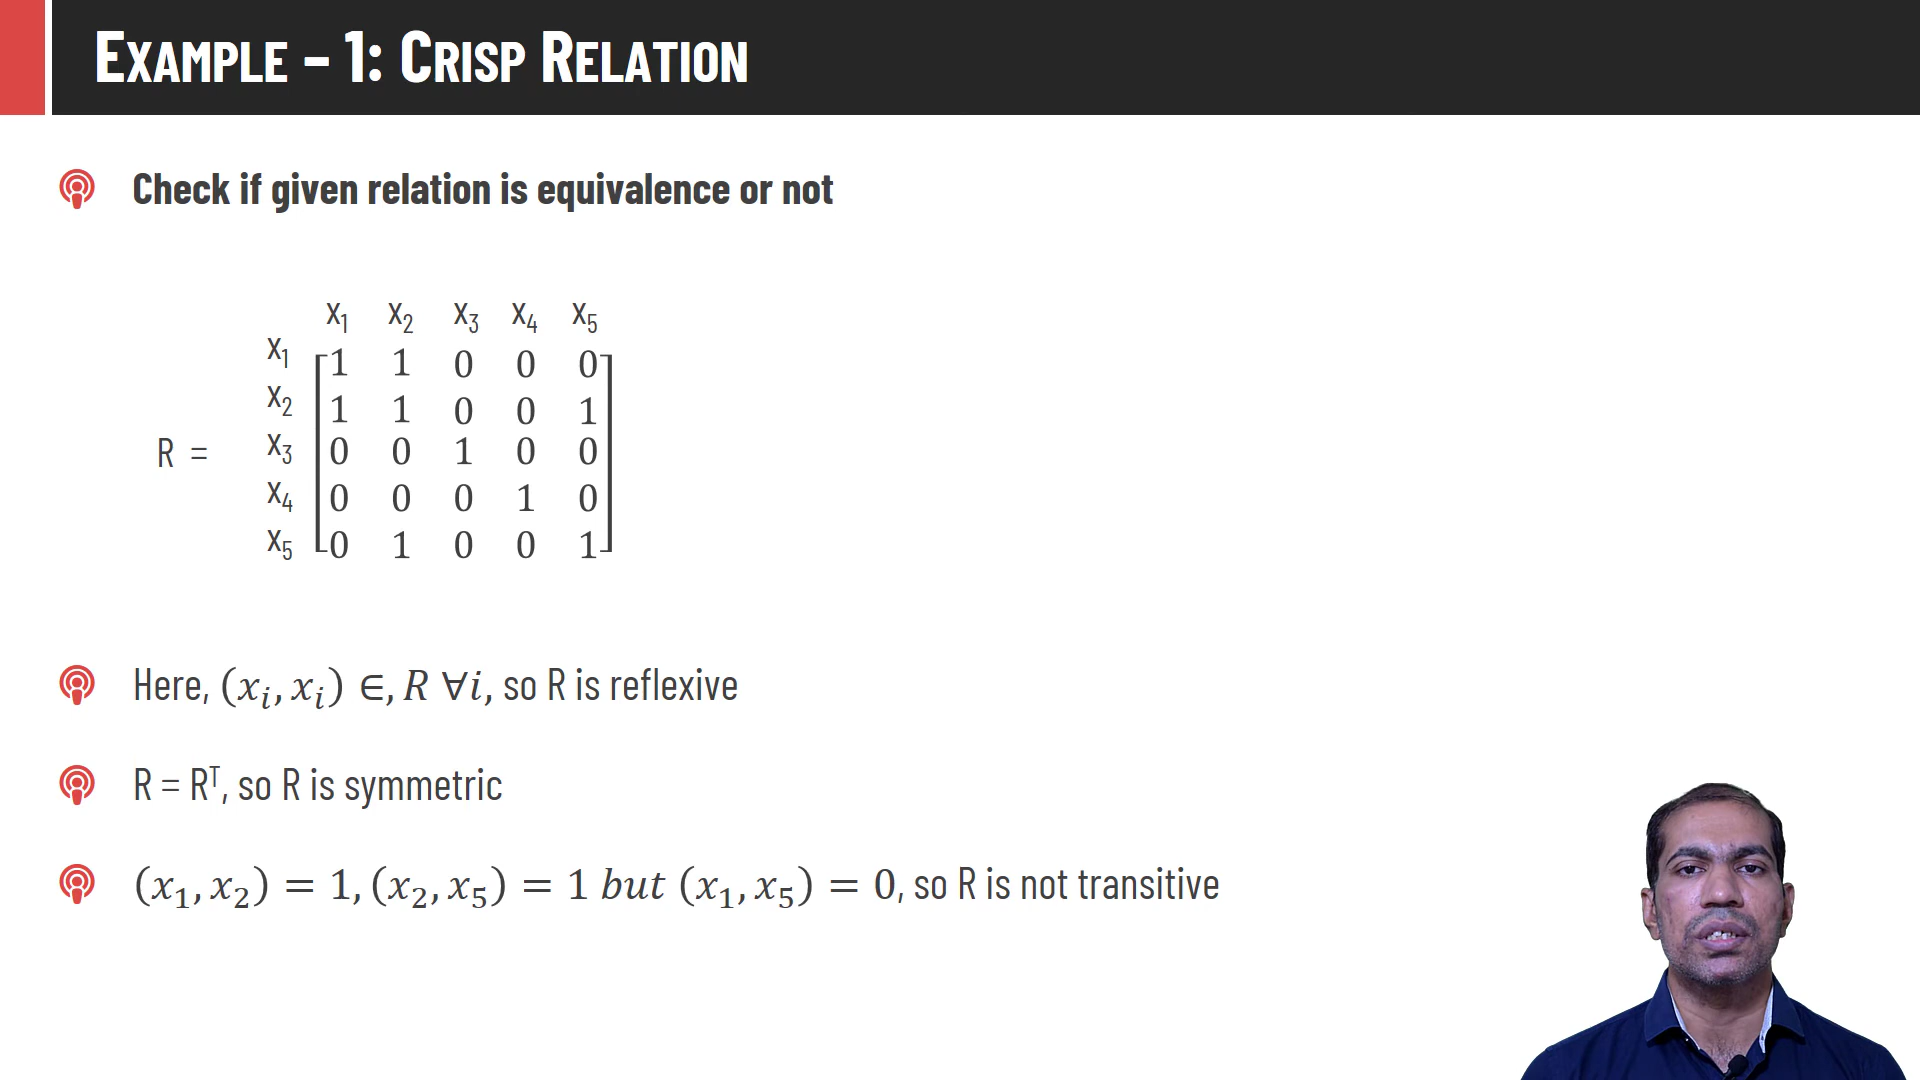 EXAMPLE – 1: CRISP RELATION
Check if given relation is equivalence or not
x₁ x₂ x₃ x₄ x₅
x₁ 1 1 0 0 0
x₂ 1 1 0 0 1
R = x₃ 0 0 1 0 0
x₄ 0 0 0 1 0
x₅ 0 1 0 0 1
Here, (xᵢ, xᵢ) ∈, R ∀i, so R is reflexive
R = Rᵀ, so R is symmetric
(x₁, x₂) = 1, (x₂, x₅) = 1 but (x₁, x₅) = 0, so R is not transitive